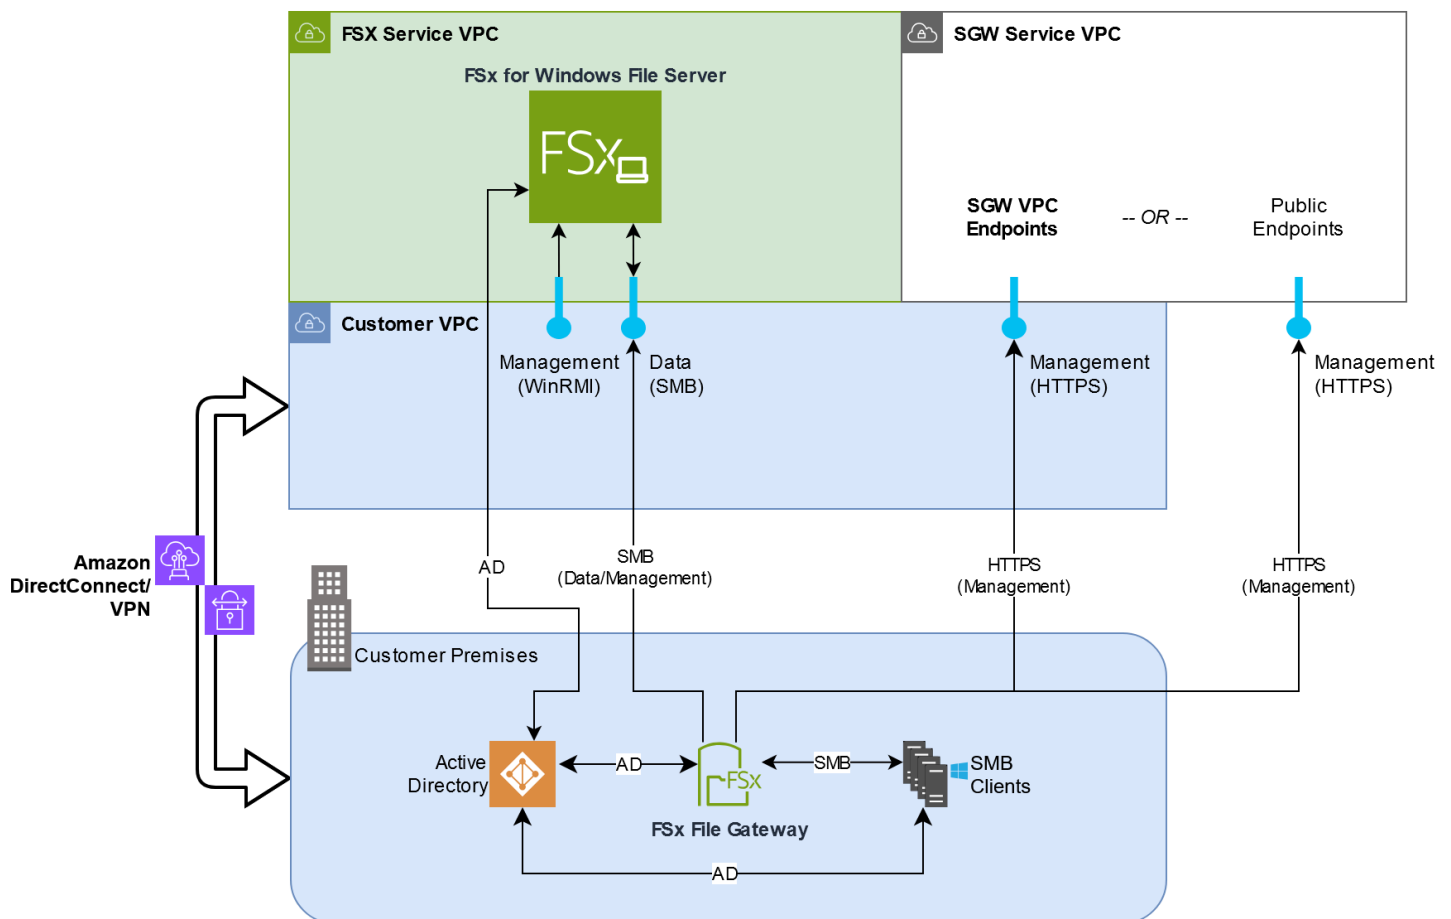 FSX Service VPC
SGW Service VPC
FSx for Windows File Server
FSx
SGW VPC
Endpoints
-- OR --
Public
Endpoints
Customer VPC
Management
(WinRMI)
Data
(SMB)
Management
(HTTPS)
Management
(HTTPS)
Amazon
DirectConnect/
VPN
AD
SMB
(Data/Management)
HTTPS
(Management)
HTTPS
(Management)
Customer Premises
Active
Directory
AD
FSx
SMB
SMB
Clients
FSx File Gateway
AD